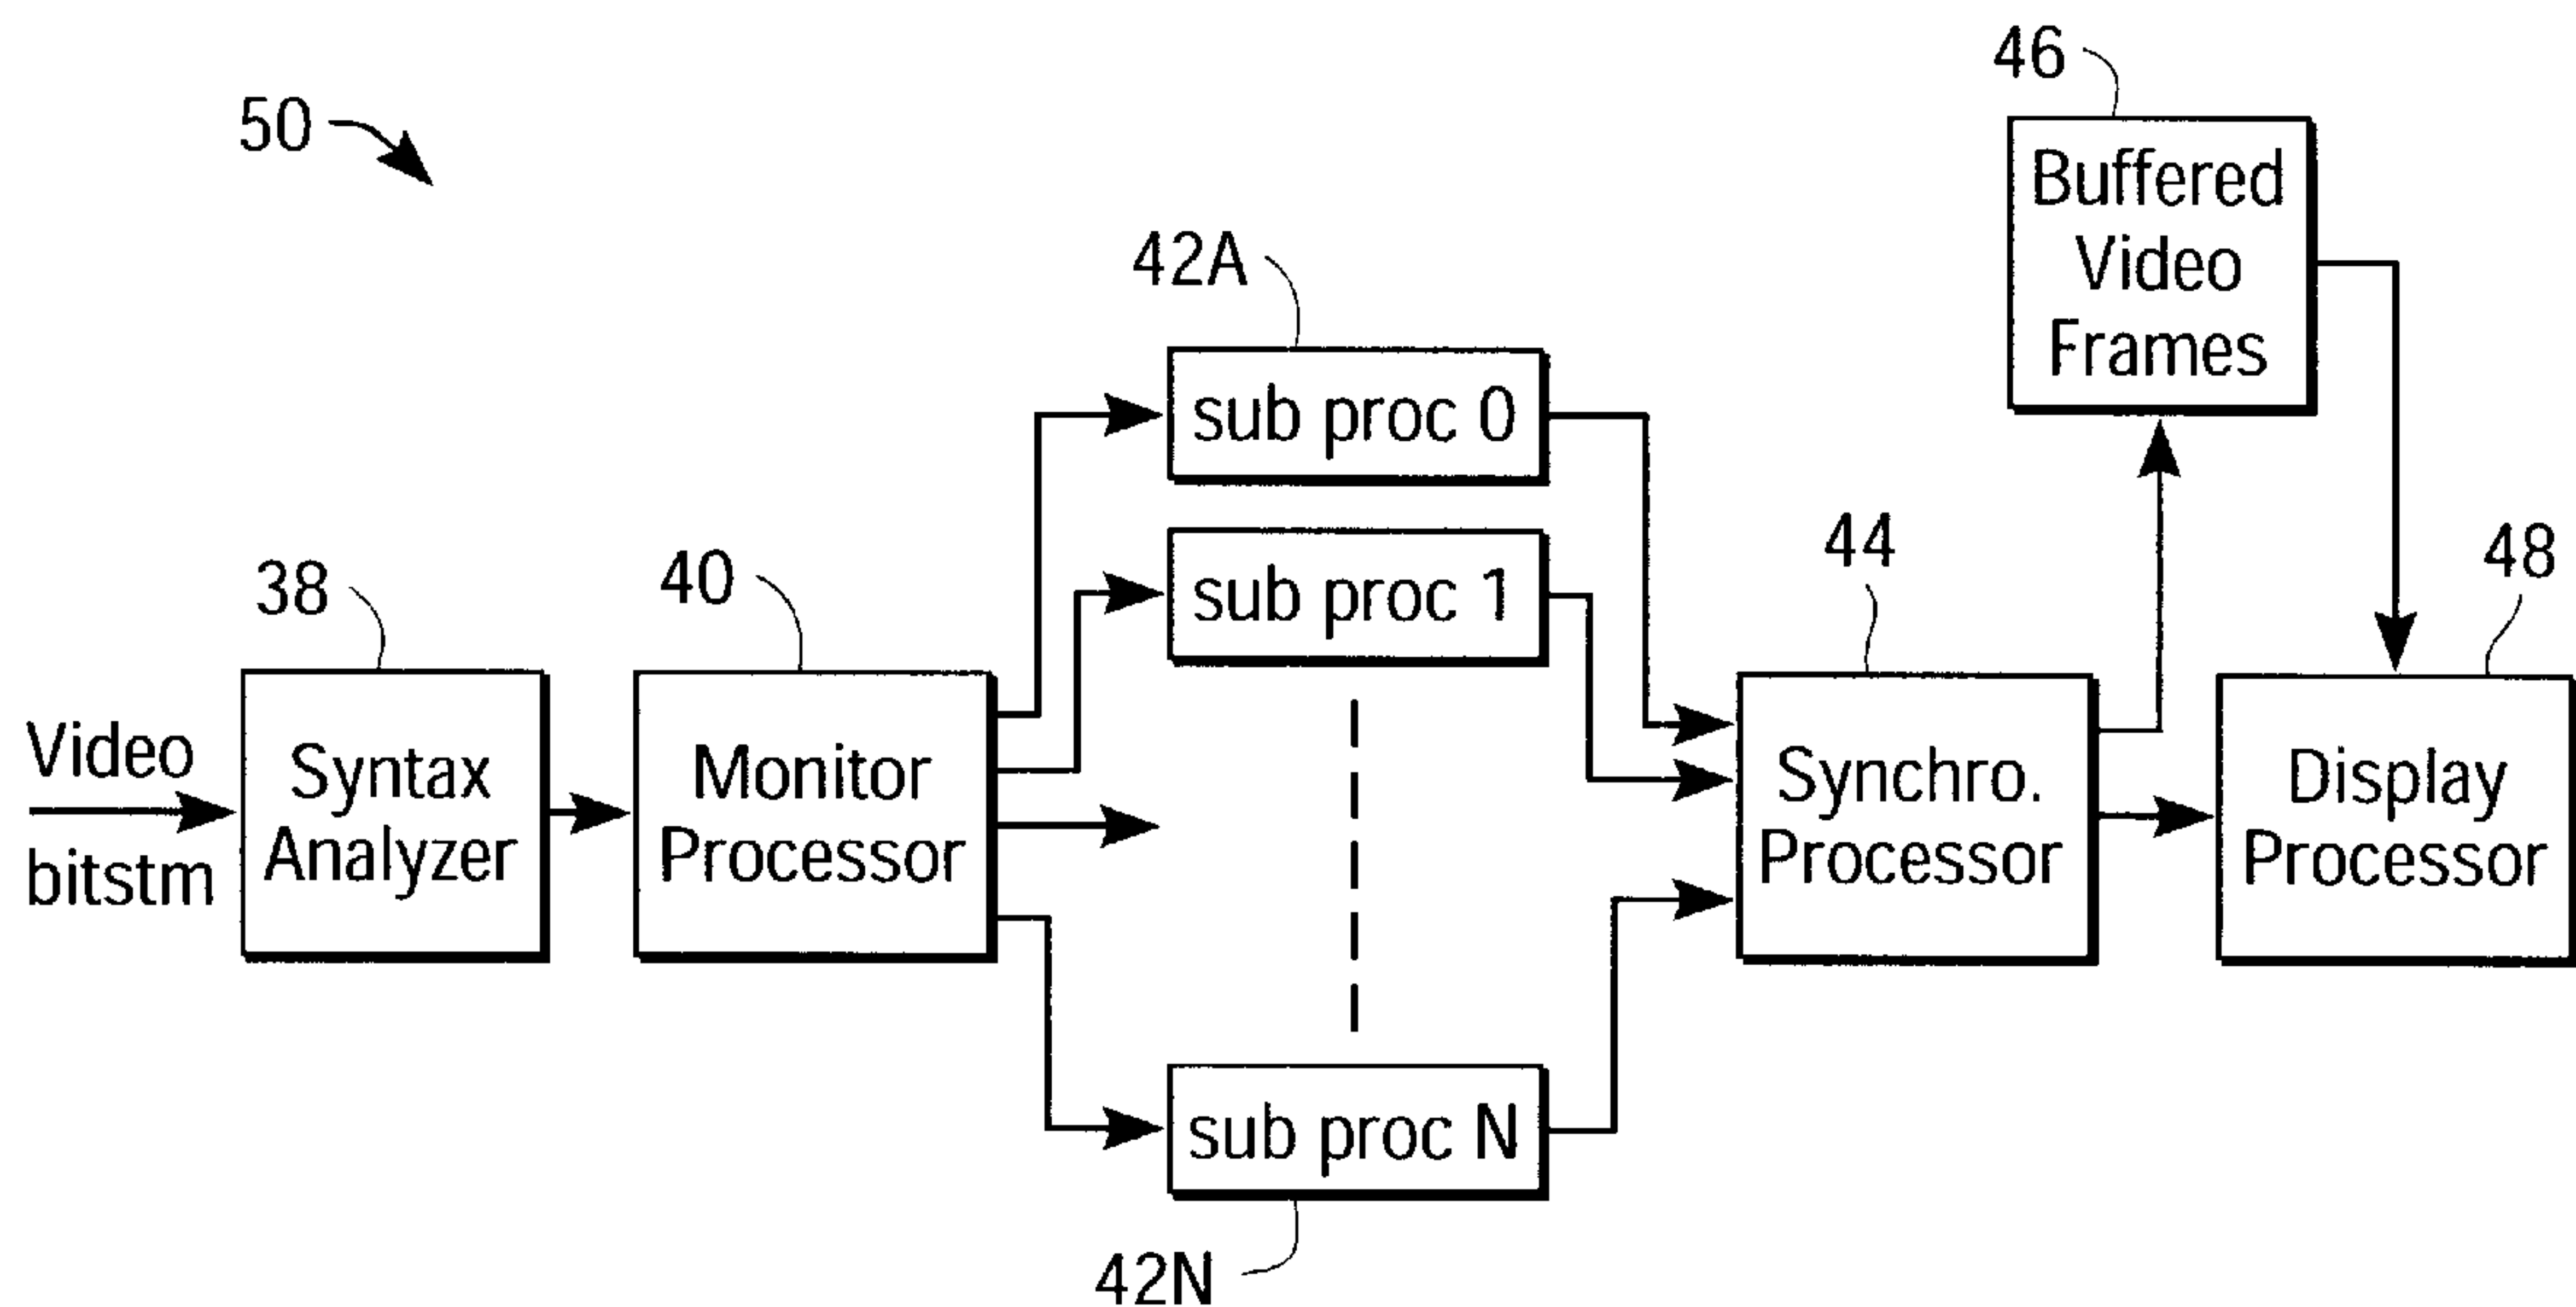 50
46
Buffered
Video
Frames
42A
sub proc 0
sub proc 1
38
40
44
48
Video
bitstm
Syntax
Analyzer
Monitor
Processor
Synchro.
Processor
Display
Processor
sub proc N
42N